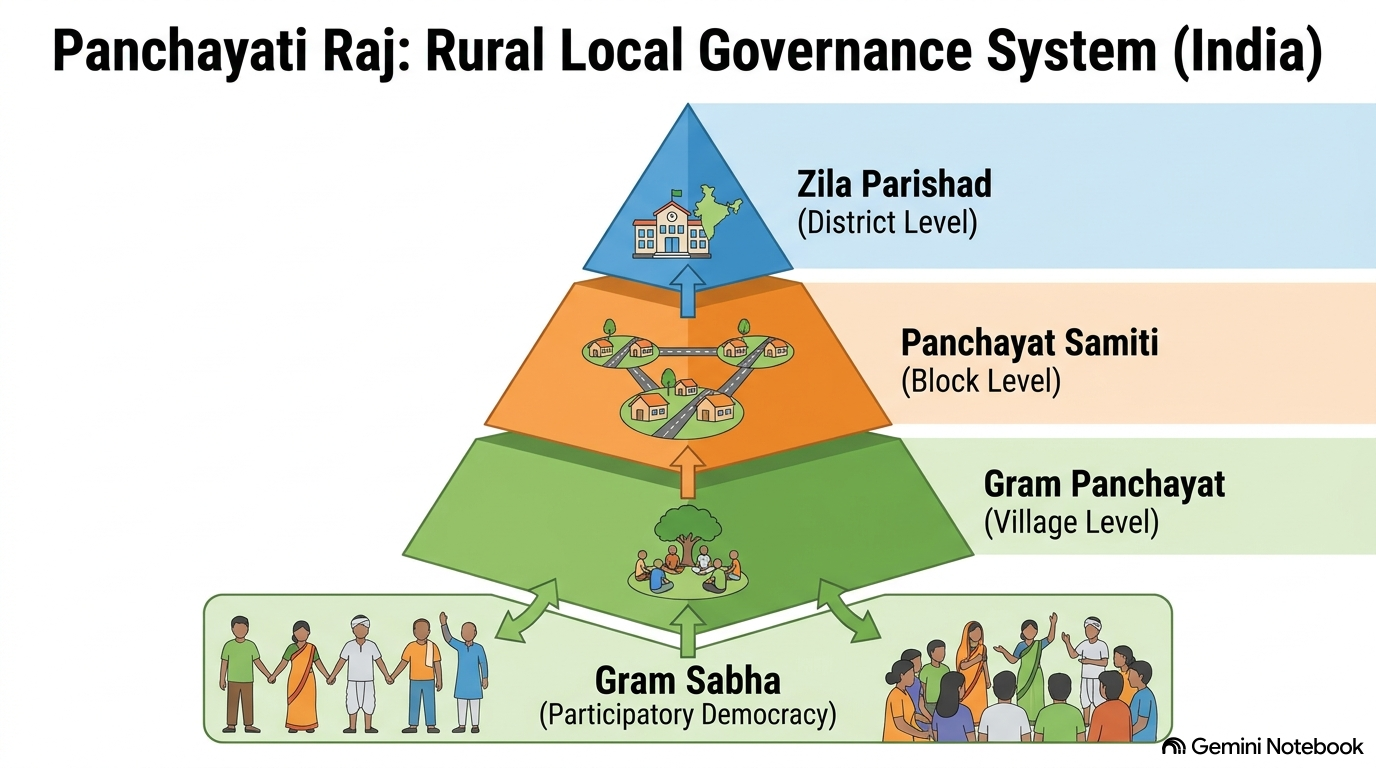 Panchayati Raj: Rural Local Governance System (India)
Zila Parishad
(District Level)
Panchayat Samiti
(Block Level)
Gram Panchayat
(Village Level)
Gram Sabha
(Participatory Democracy)
Gemini Notebook